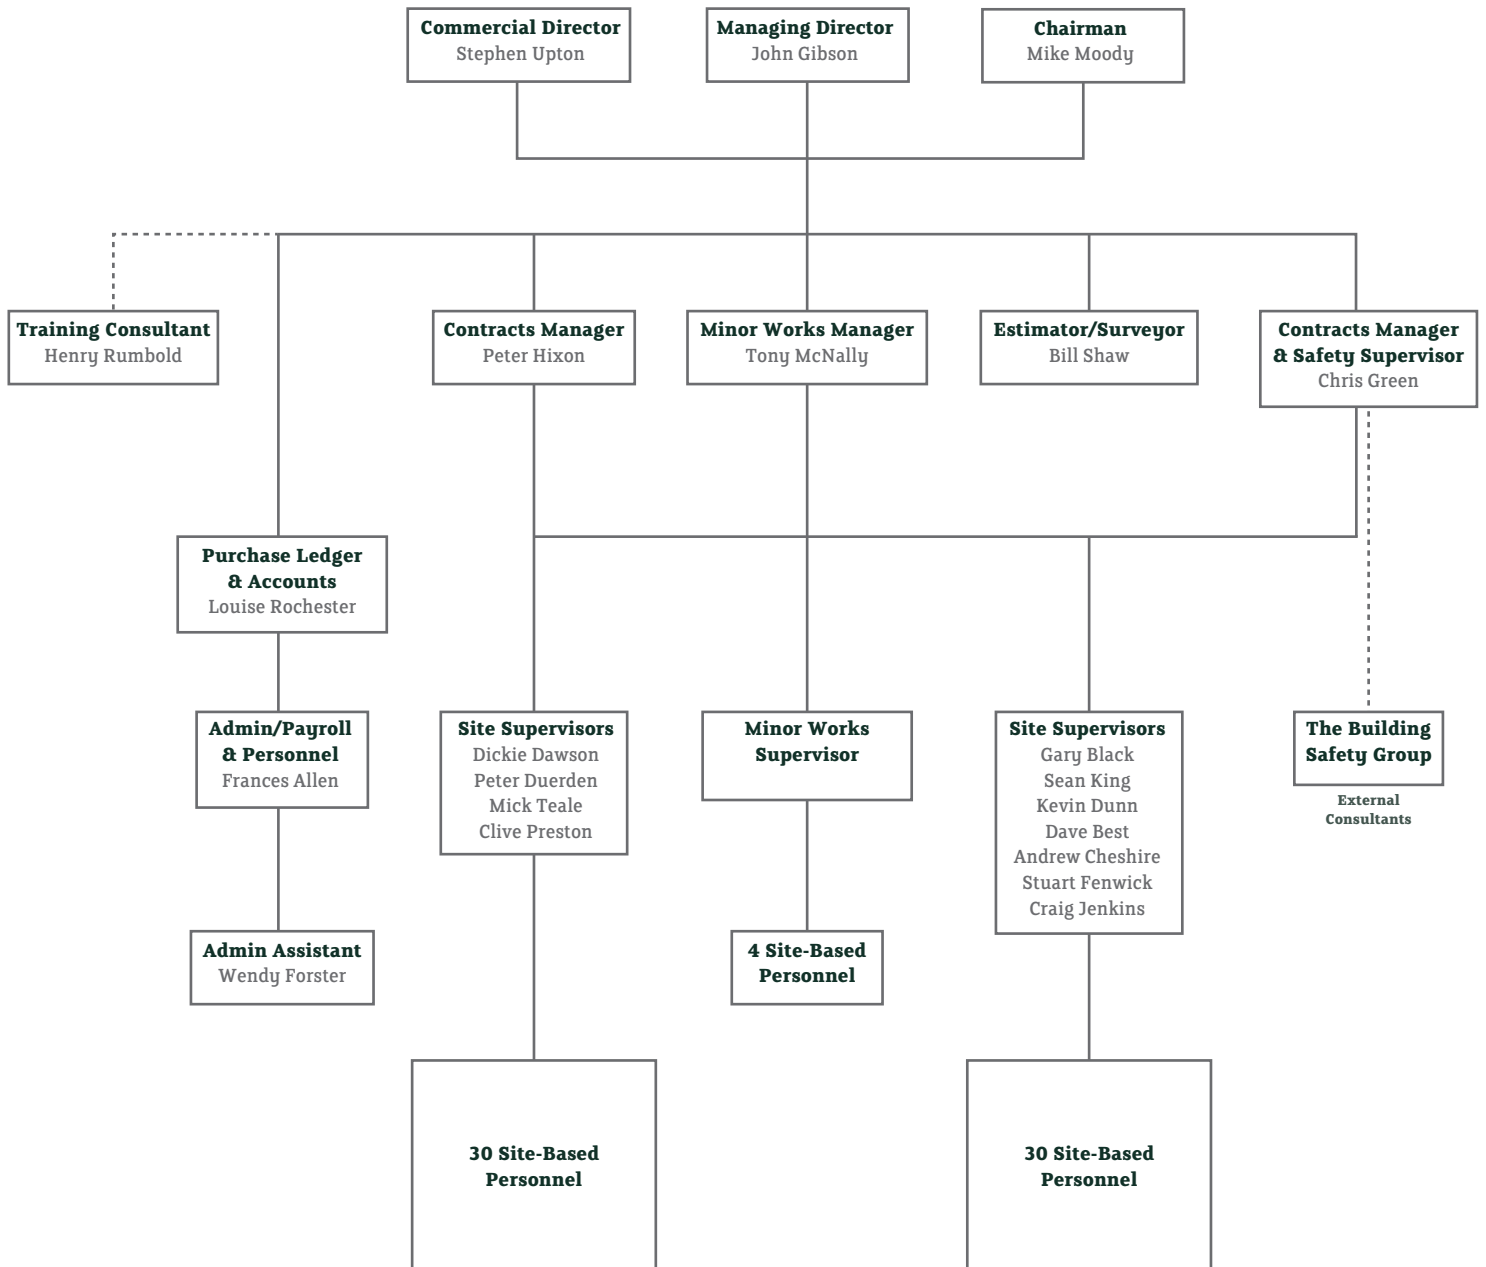 Commercial Director
Stephen Upton
Managing Director
John Gibson
Chairman
Mike Moody
Training Consultant
Henry Rumbold
Contracts Manager
Peter Hixon
Minor Works Manager
Tony McNally
Estimator/Surveyor
Bill Shaw
Contracts Manager
& Safety Supervisor
Chris Green
Purchase Ledger
& Accounts
Louise Rochester
Admin/Payroll
& Personnel
Frances Allen
Site Supervisors
Dickie Dawson
Peter Duerden
Mick Teale
Clive Preston
Minor Works
Supervisor
Site Supervisors
Gary Black
Sean King
Kevin Dunn
Dave Best
Andrew Cheshire
Stuart Fenwick
Craig Jenkins
The Building
Safety Group
External
Consultants
Admin Assistant
Wendy Forster
4 Site-Based
Personnel
30 Site-Based
Personnel
30 Site-Based
Personnel